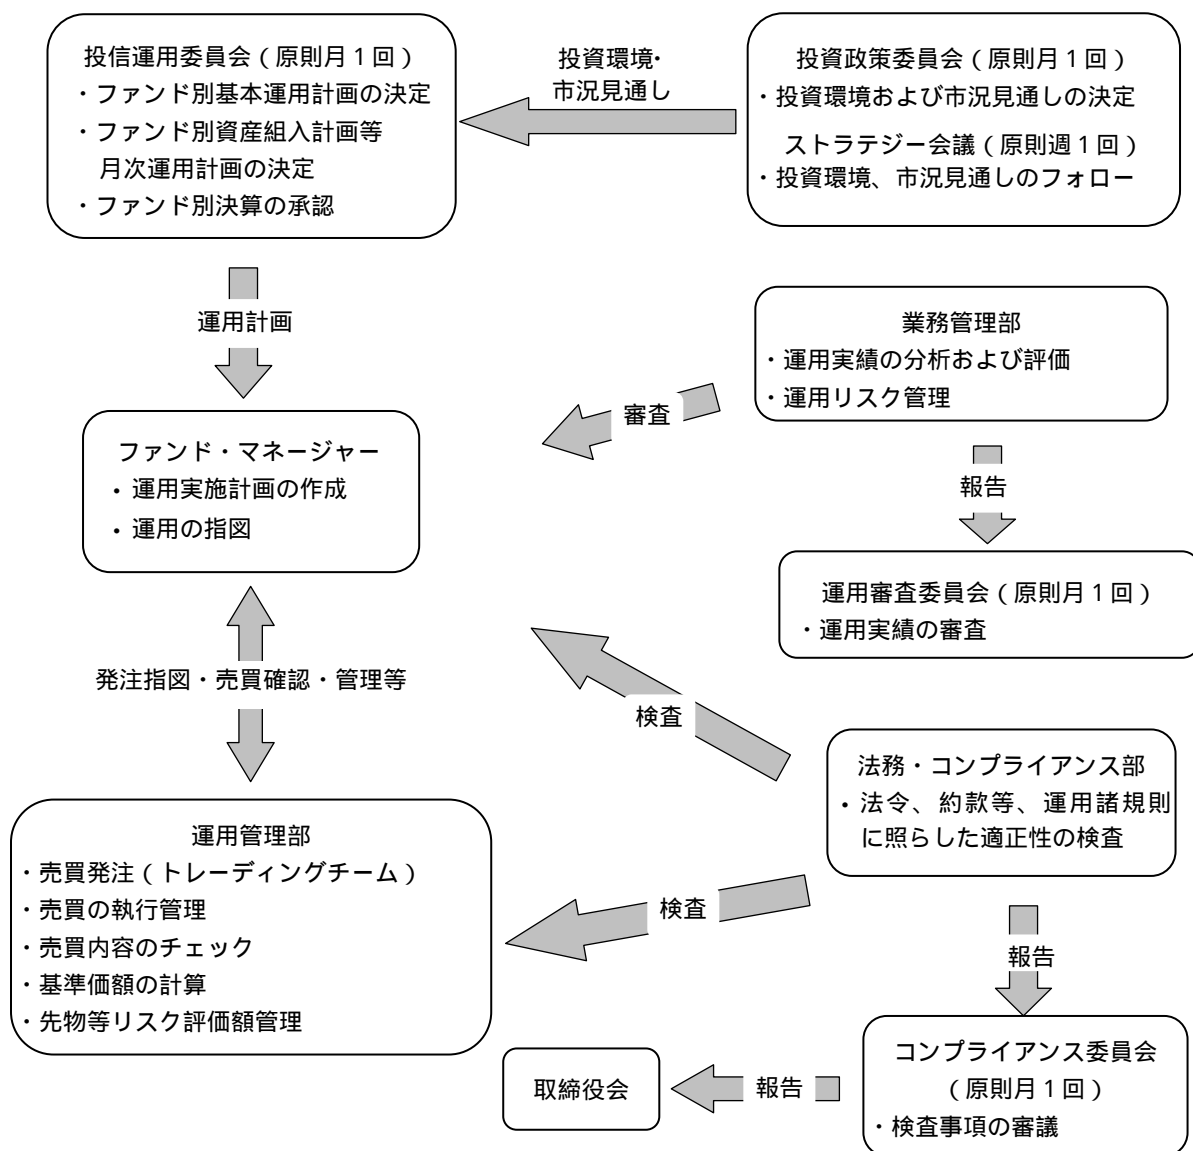 投信運用委員会(原則月1回)
・ファンド別基本運用計画の決定
・ファンド別資産組入計画等
月次運用計画の決定
・ファンド別決算の承認
投資環境・
市況見通し
投資政策委員会(原則月1回)
・投資環境および市況見通しの決定
ストラテジー会議(原則週1回)
・投資環境、市況見通しのフォロー
運用計画
業務管理部
・運用実績の分析および評価
・運用リスク管理
審査
ファンド・マネージャー
・運用実施計画の作成
・運用の指図
報告
運用審査委員会(原則月1回)
・運用実績の審査
発注指図・売買確認・管理等
検査
法務・コンプライアンス部
・法令、約款等、運用諸規則
に照らした適正性の検査
運用管理部
・売買発注(トレーディングチーム)
・売買の執行管理
・売買内容のチェック
・基準価額の計算
・先物等リスク評価額管理
検査
報告
コンプライアンス委員会
(原則月1回)
・検査事項の審議
報告
取締役会